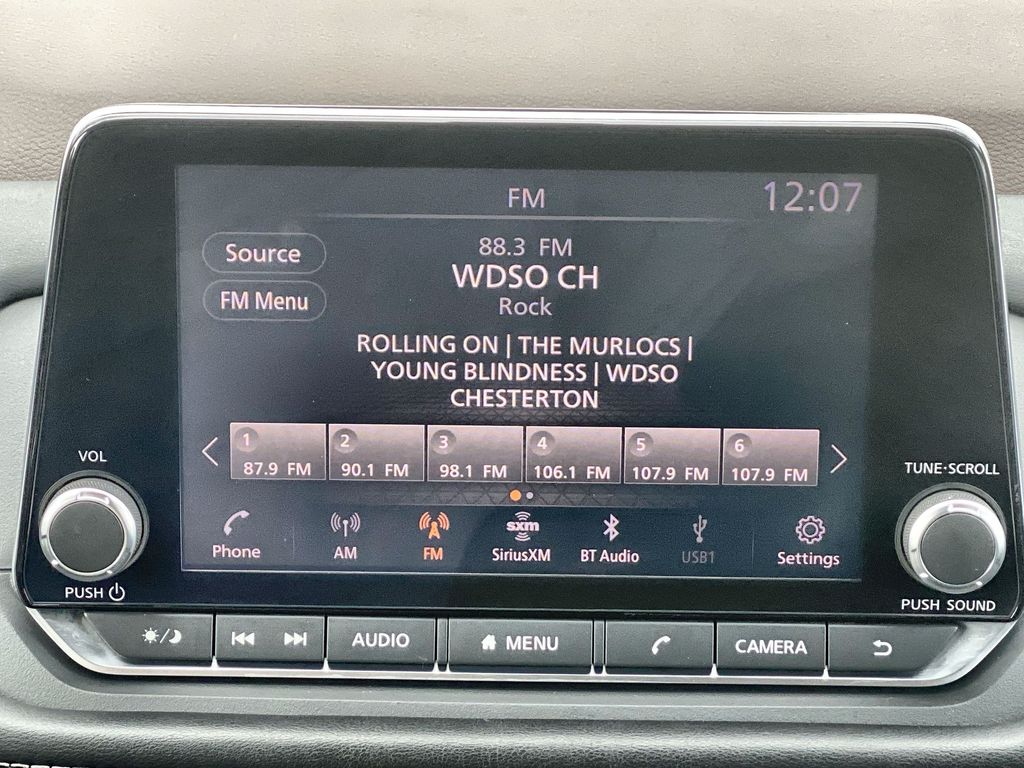 FM
12:07
Source
88.3 FM
WDSO CH
FM Menu
Rock
ROLLING ON | THE MURLOCS |
YOUNG BLINDNESS | WDSO
CHESTERTON
1 2 3 4 5 6
87.9 FM 90.1 FM 98.1 FM 106.1 FM 107.9 FM 107.9 FM
VOL
TUNE·SCROLL
sxm
Phone AM FM SiriusXM BT Audio USB1 Settings
PUSH
PUSH SOUND
AUDIO MENU CAMERA